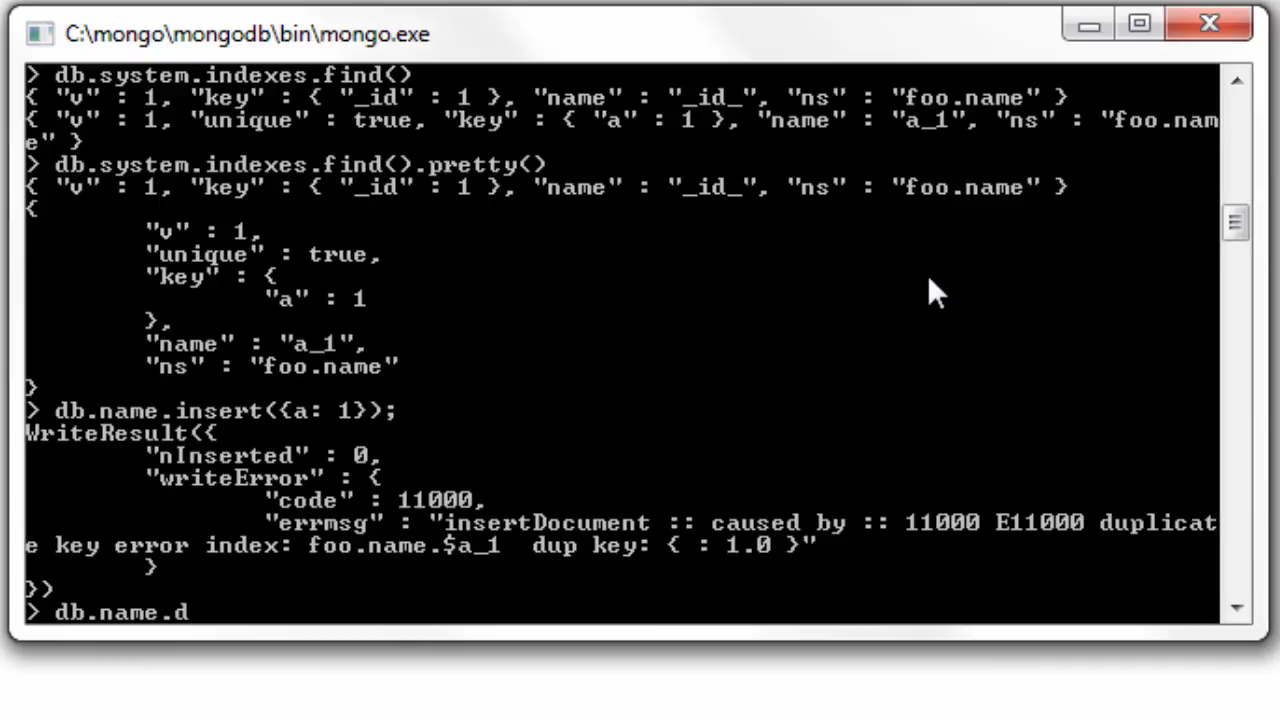 C:\mongo\mongodb\bin\mongo.exe
> db.system.indexes.find()
{ "v" : 1, "key" : { "_id" : 1 }, "name" : "_id_", "ns" : "foo.name" }
{ "v" : 1, "unique" : true, "key" : { "a" : 1 }, "name" : "a_1", "ns" : "foo.nam
e" }
> db.system.indexes.find().pretty()
{ "v" : 1, "key" : { "_id" : 1 }, "name" : "_id_", "ns" : "foo.name" }
{
        "v" : 1,
        "unique" : true,
        "key" : {
                "a" : 1
        },
        "name" : "a_1",
        "ns" : "foo.name"
}
> db.name.insert({a: 1});
WriteResult({
        "nInserted" : 0,
        "writeError" : {
                "code" : 11000,
                "errmsg" : "insertDocument :: caused by :: 11000 E11000 duplicat
e key error index: foo.name.$a_1  dup key: { : 1.0 }"
        }
})
> db.name.d